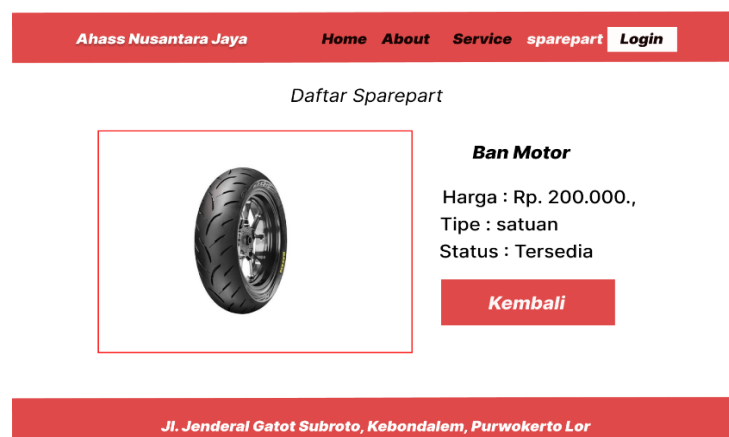 Ahass Nusantara Jaya Home About Service sparepart Login
Daftar Sparepart
Ban Motor
Harga : Rp. 200.000.,
Tipe : satuan
Status : Tersedia
Kembali
Jl. Jenderal Gatot Subroto, Kebondalem, Purwokerto Lor